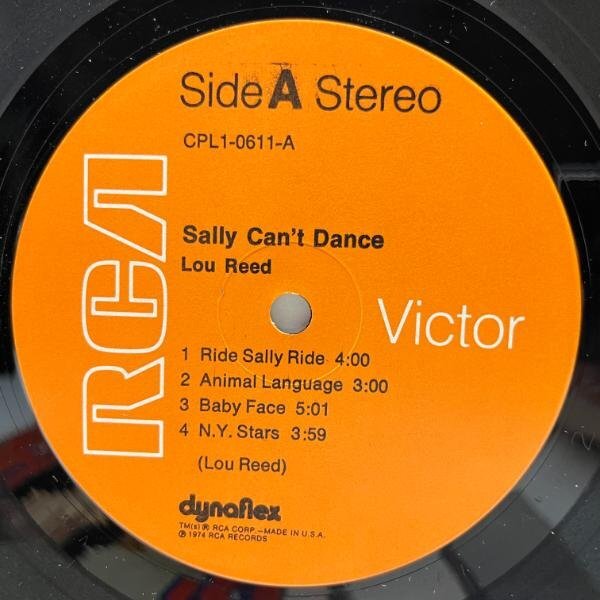 Side A Stereo
CPL1-0611-A
RCA
Sally Can't Dance
Lou Reed
Victor
1 Ride Sally Ride 4:00
2 Animal Language 3:00
3 Baby Face 5:01
4 N.Y. Stars 3:59
(Lou Reed)
dynaflex
TM(s) ® RCA CORP.—MADE IN U.S.A.
℗ 1974 RCA RECORDS